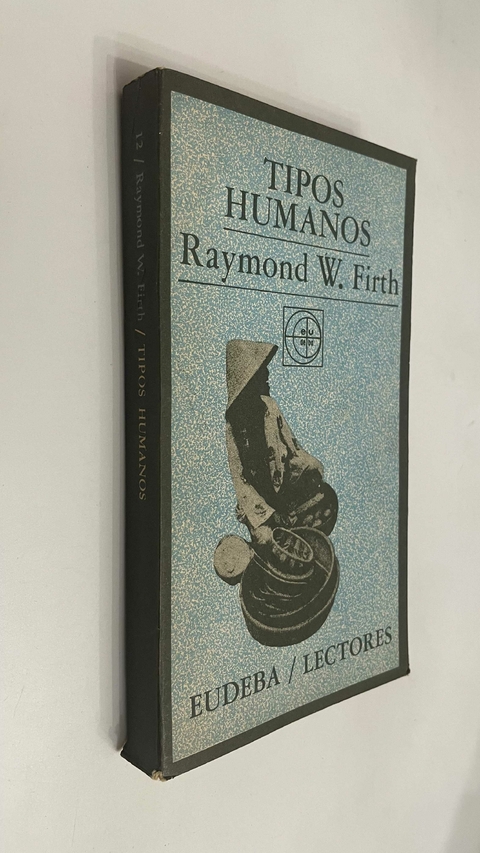 TIPOS
HUMANOS
Raymond W. Firth
EUDEBA / LECTORES
12 / Raymond W. Firth / TIPOS HUMANOS